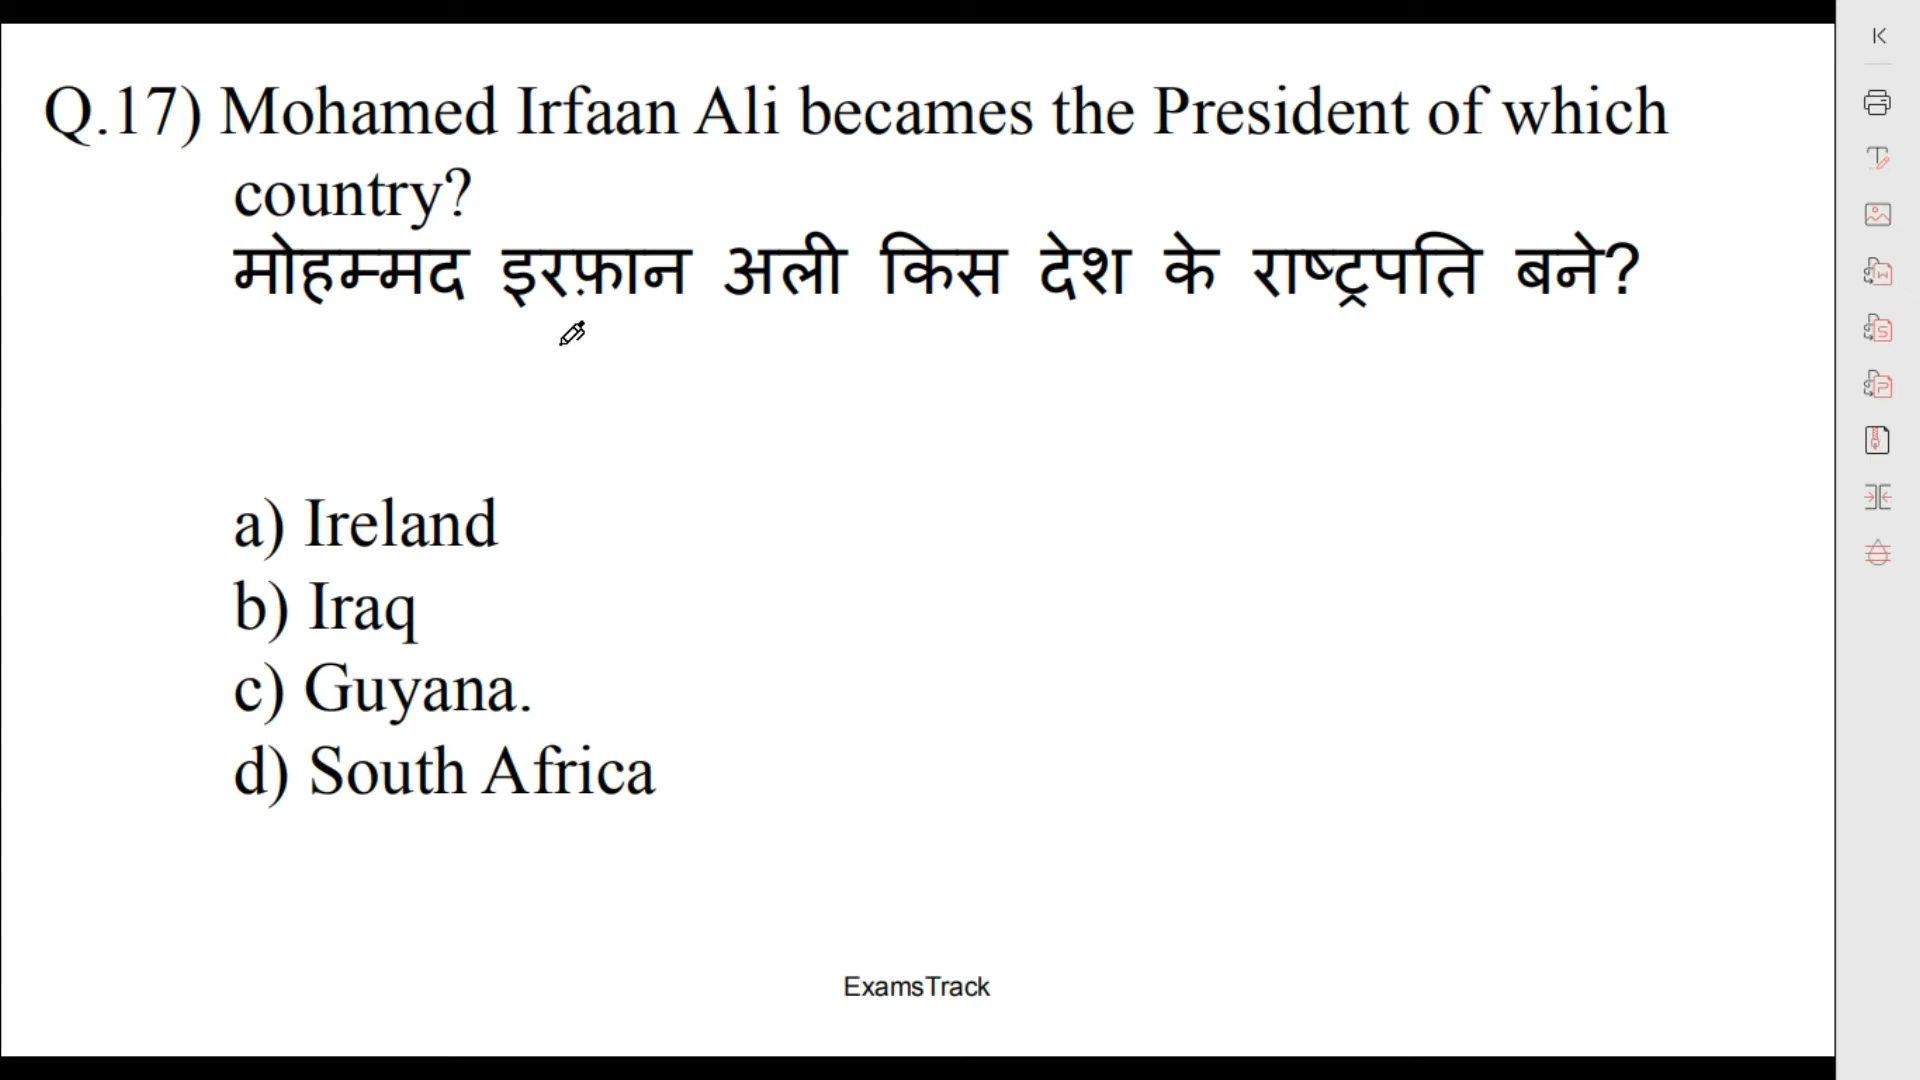 Q.17) Mohamed Irfaan Ali becames the President of which
country?
मोहम्मद इरफ़ान अली किस देश के राष्ट्रपति बने?
a) Ireland
b) Iraq
c) Guyana.
d) South Africa
ExamsTrack